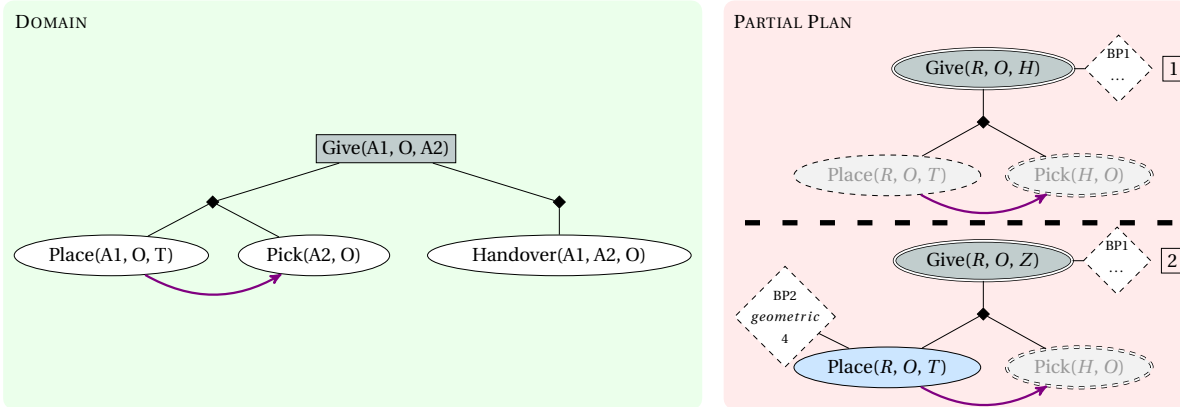 DOMAIN
Give(A1, O, A2)
Place(A1, O, T)
Pick(A2, O)
Handover(A1, A2, O)
PARTIAL PLAN
Give(R, O, H)
BP1
...
1
Place(R, O, T)
Pick(H, O)
Give(R, O, Z)
BP1
...
2
BP2
geometric
4
Place(R, O, T)
Pick(H, O)